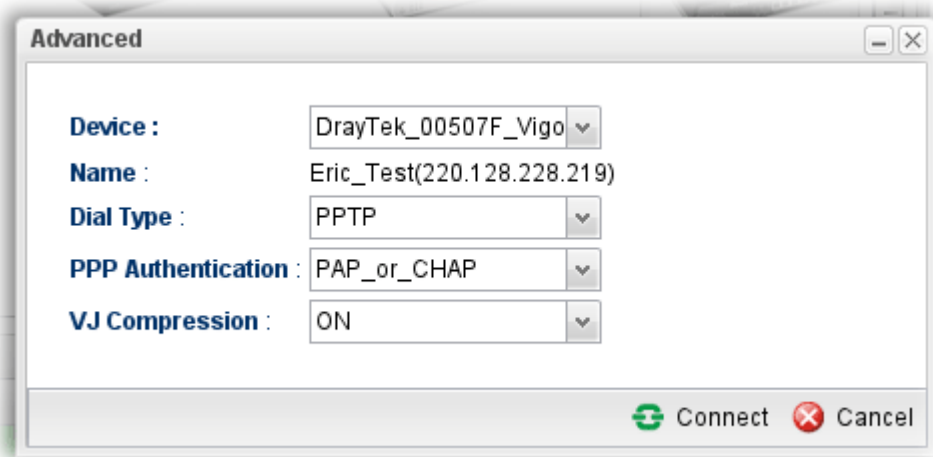 Advanced
Device : DrayTek_00507F_Vigo
Name : Eric_Test(220.128.228.219)
Dial Type : PPTP
PPP Authentication : PAP_or_CHAP
VJ Compression : ON
Connect Cancel